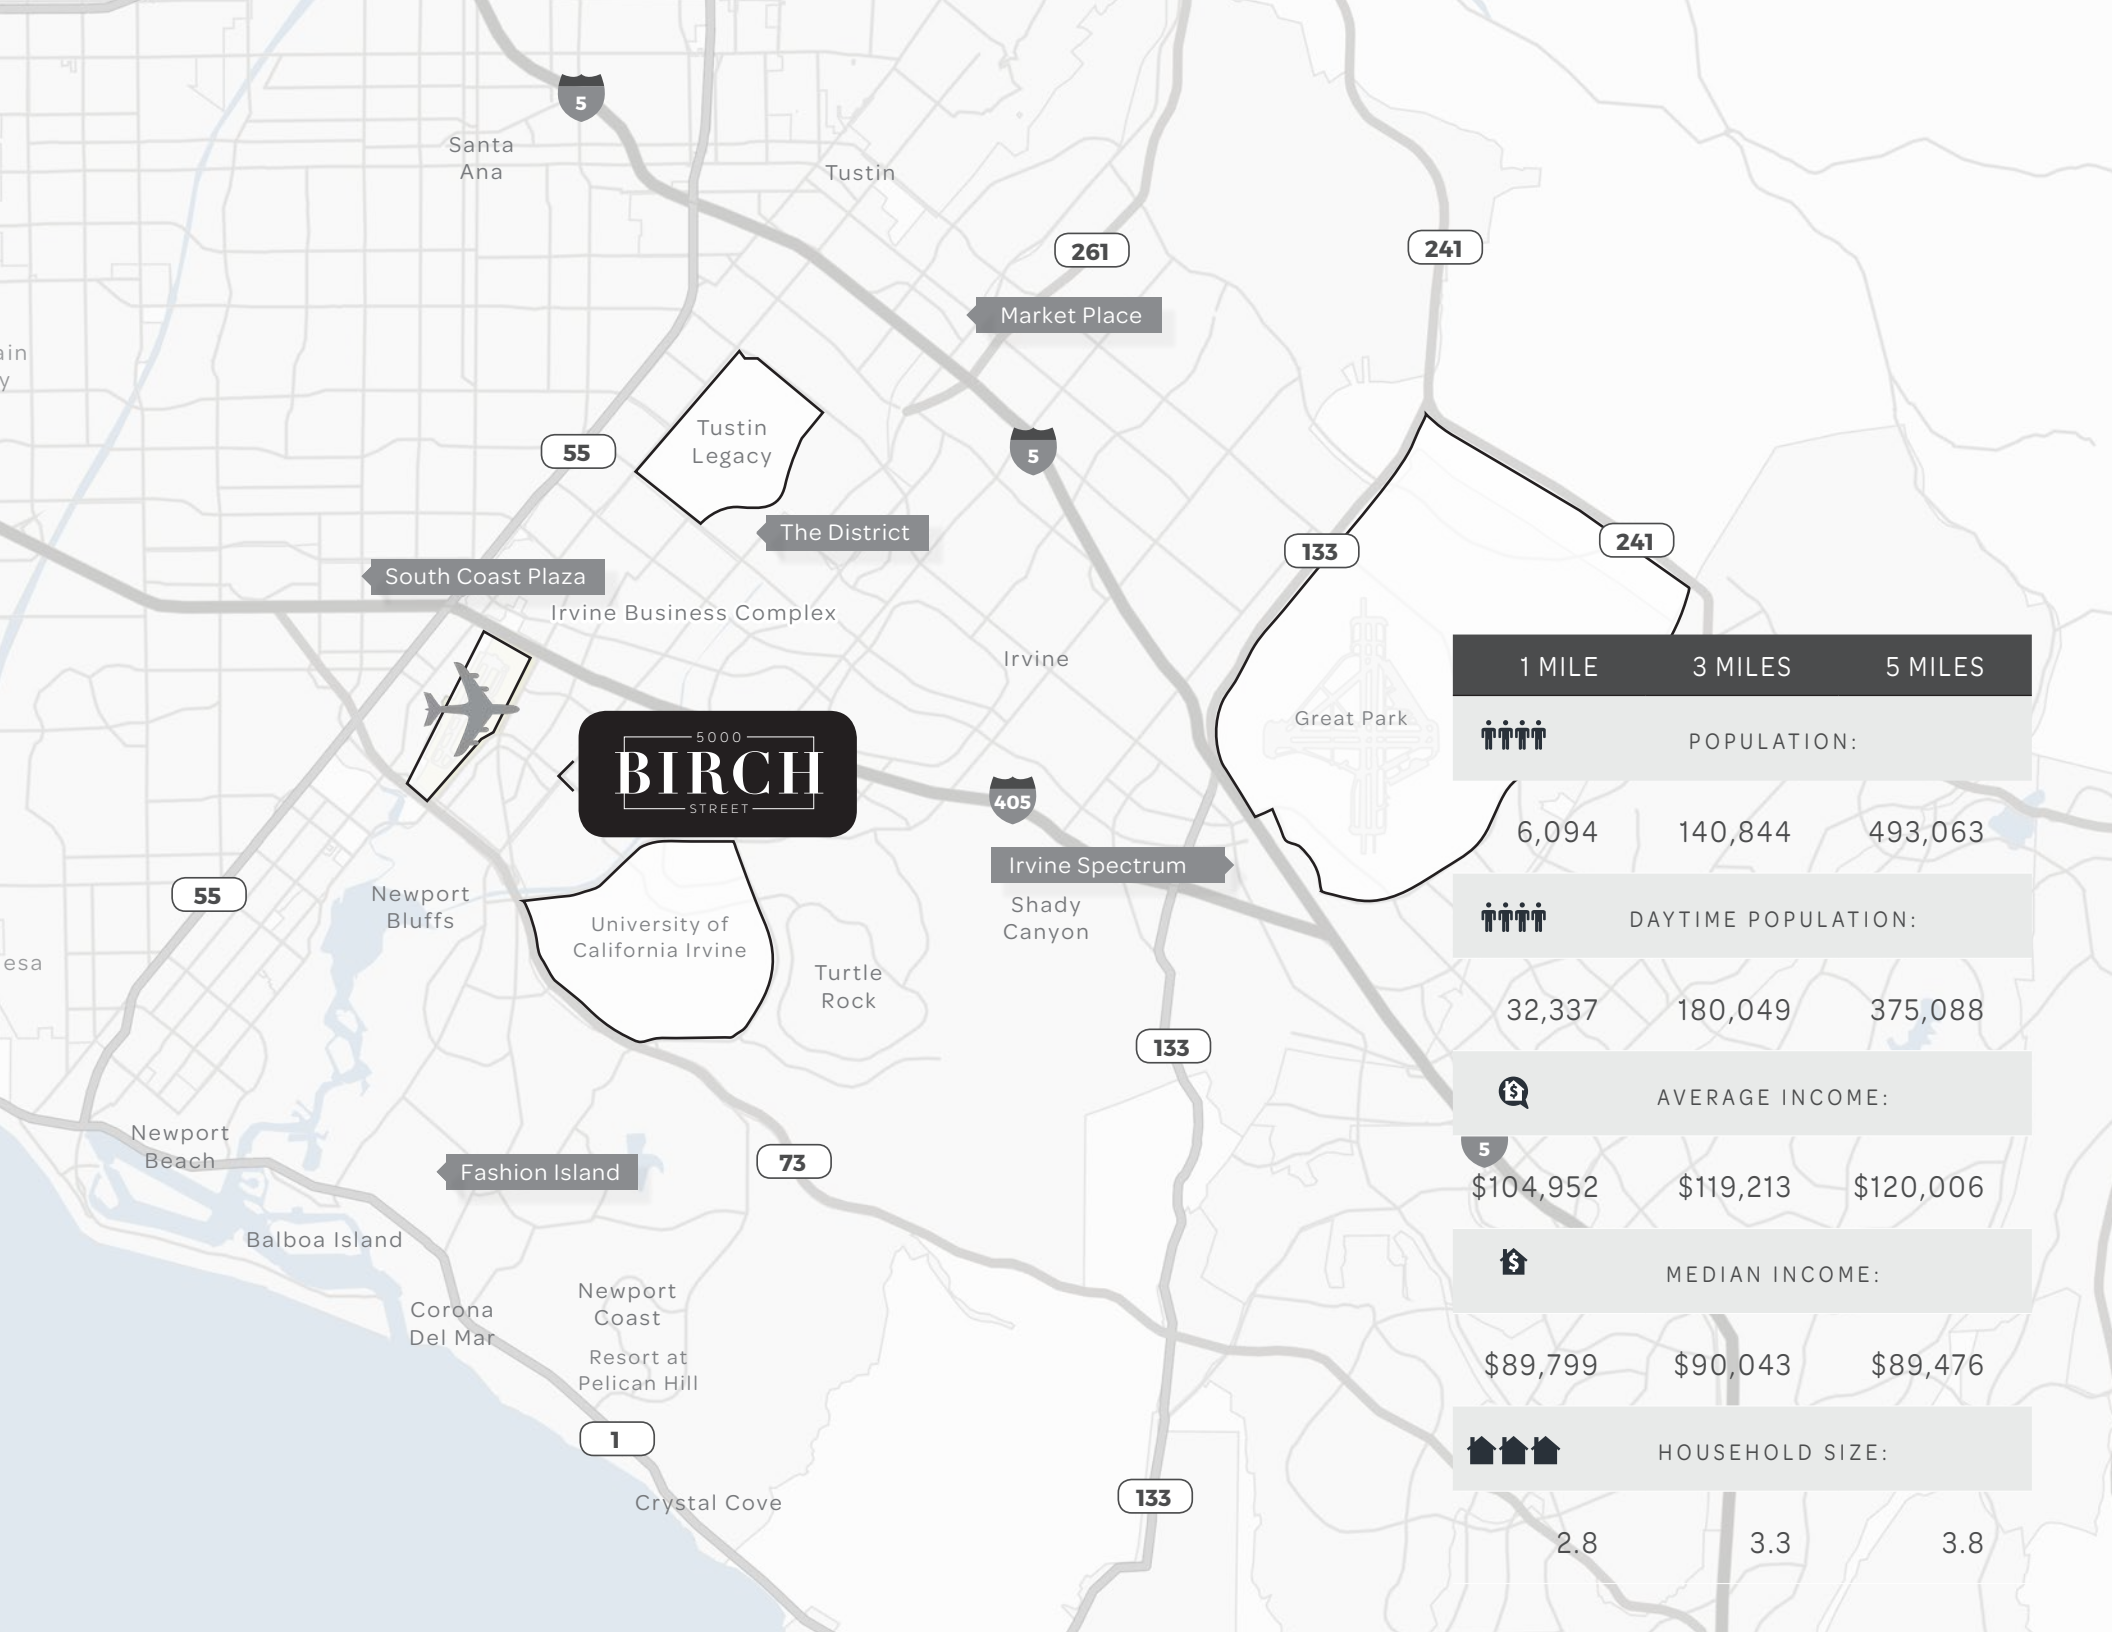 5
Santa
Ana
Tustin
261
241
Market Place
ain
y
Tustin
Legacy
55
5
The District
133
241
South Coast Plaza
Irvine Business Complex
Irvine
Great Park
5000
BIRCH
STREET
405
Irvine Spectrum
Shady
Canyon
55
Newport
Bluffs
University of
California Irvine
esa
Turtle
Rock
133
Newport
Beach
Fashion Island
73
5
Balboa Island
Newport
Coast
Corona
Del Mar
Resort at
Pelican Hill
1
Crystal Cove
133
1 MILE 3 MILES 5 MILES
POPULATION:
6,094 140,844 493,063
DAYTIME POPULATION:
32,337 180,049 375,088
AVERAGE INCOME:
$104,952 $119,213 $120,006
MEDIAN INCOME:
$89,799 $90,043 $89,476
HOUSEHOLD SIZE:
2.8 3.3 3.8